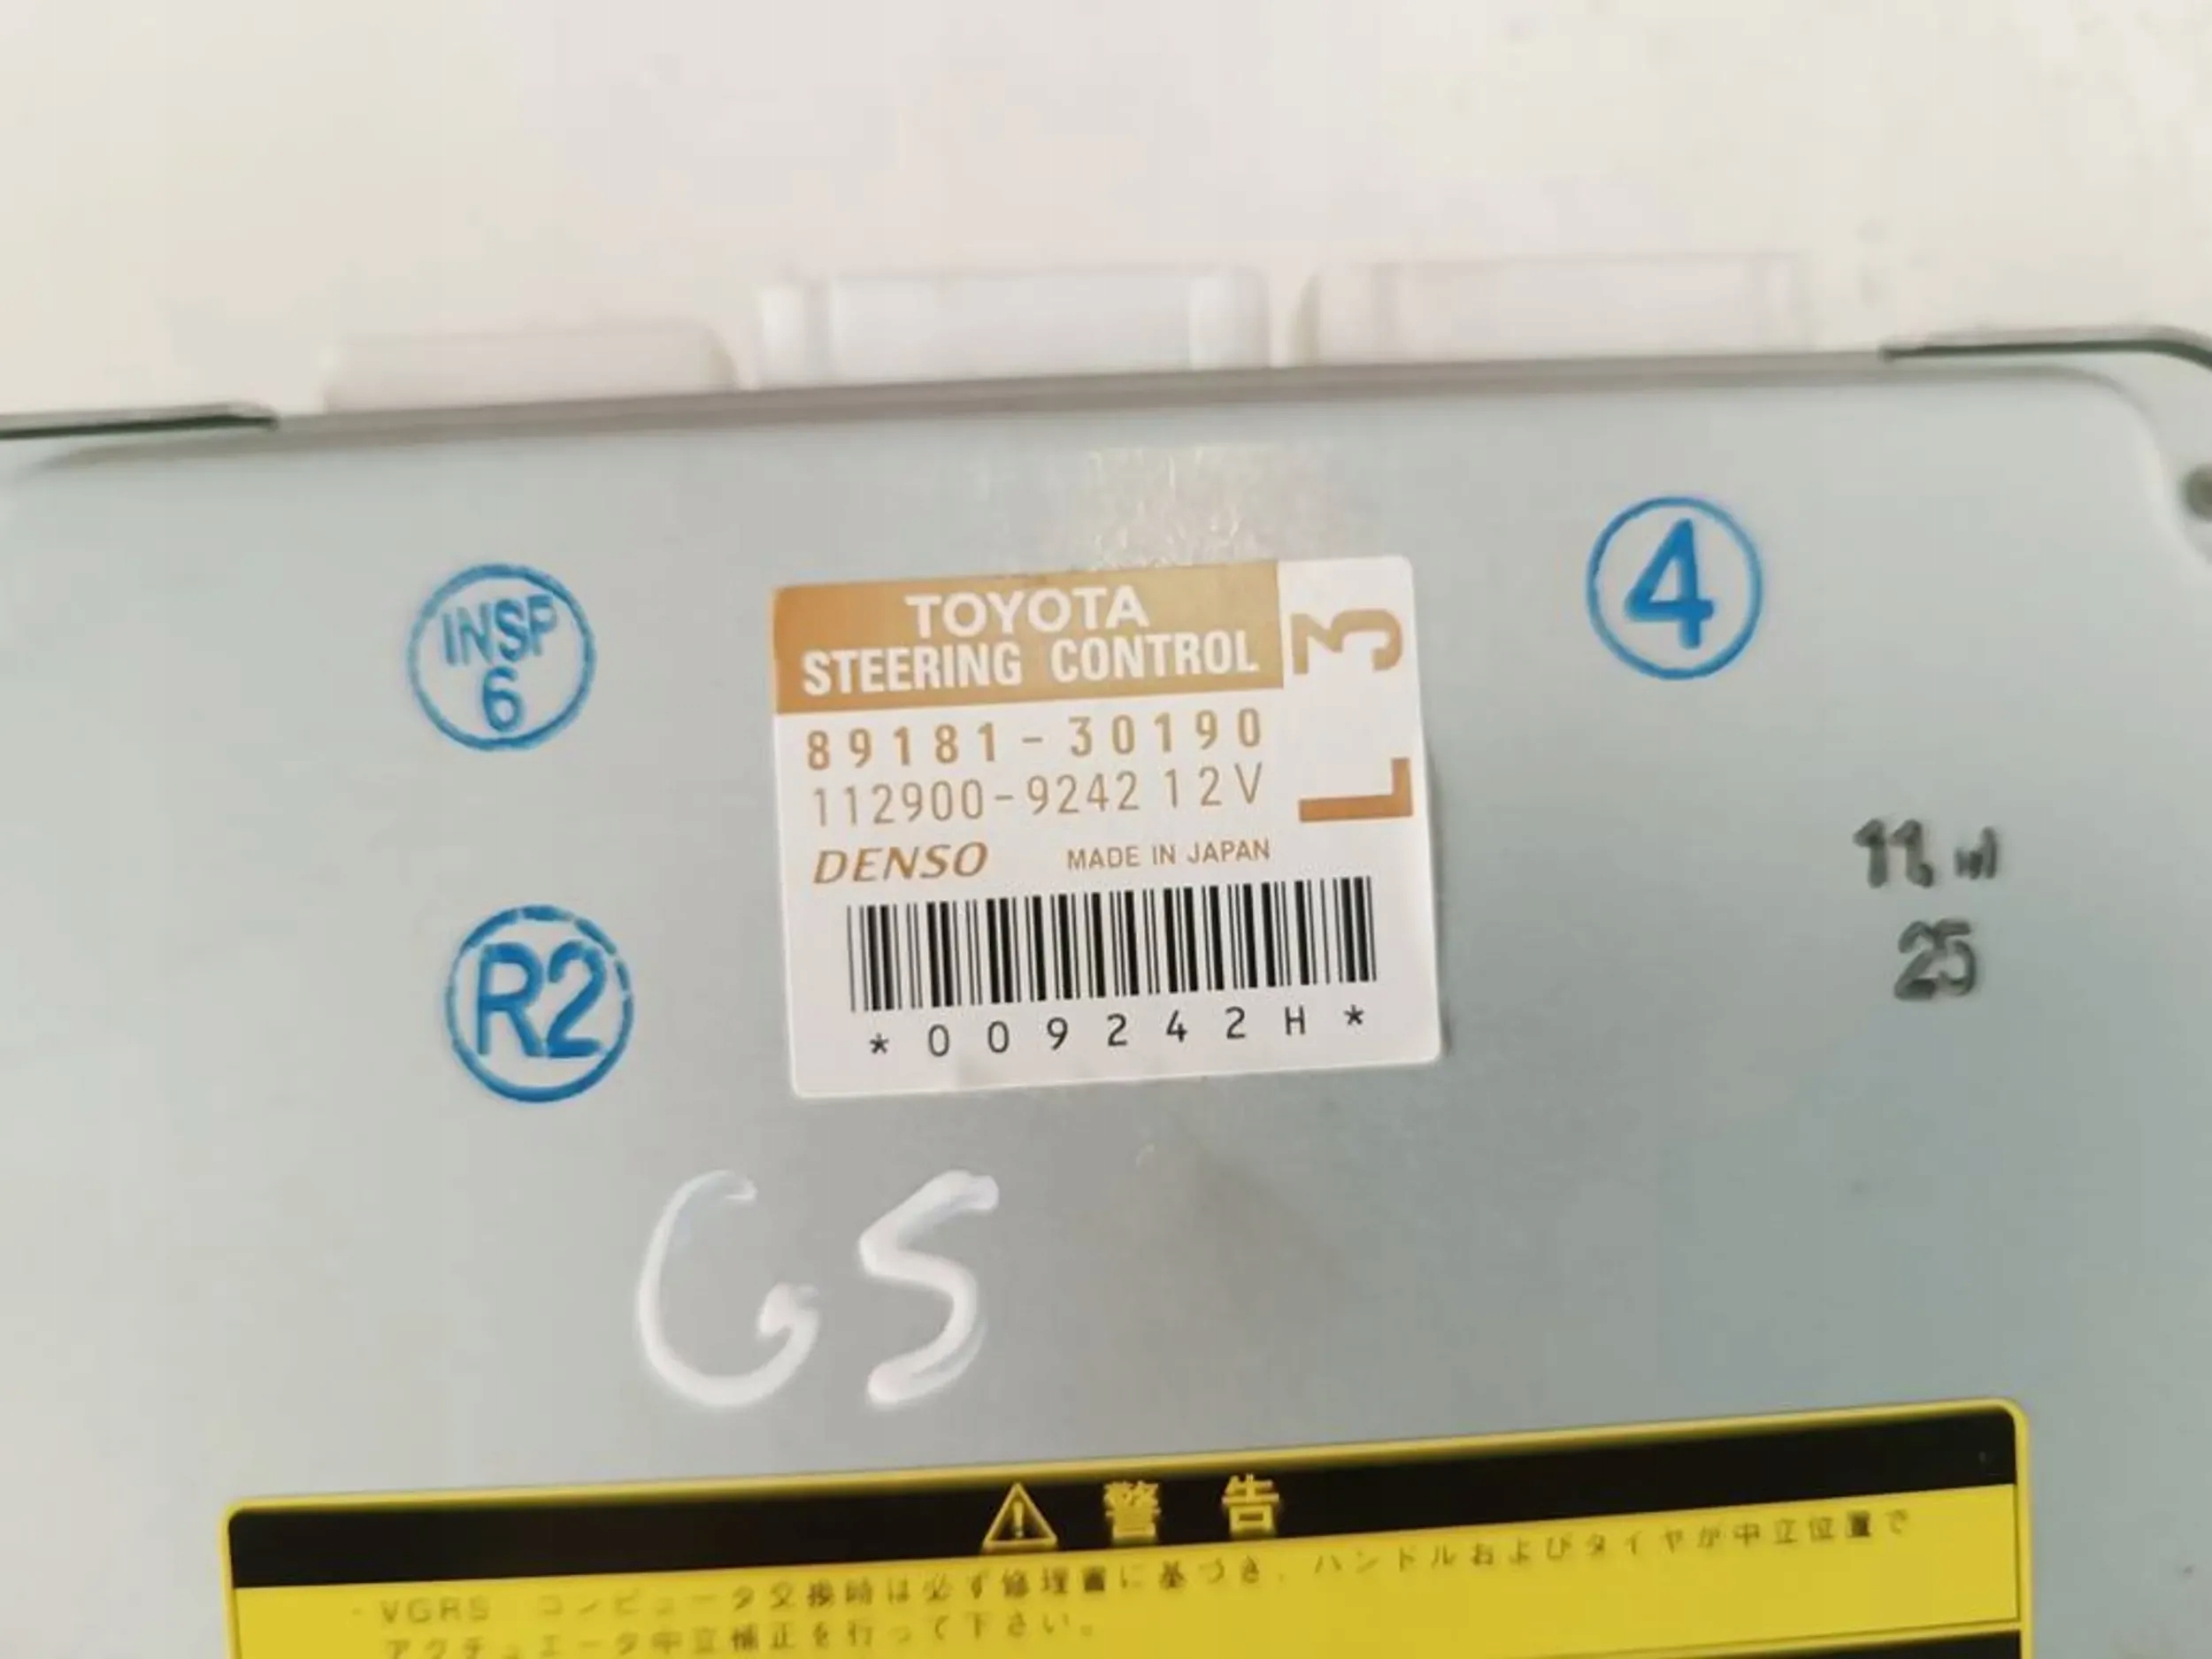 INSP
6
TOYOTA
STEERING CONTROL
L3
4
89181-30190
112900-9242 12V
DENSO MADE IN JAPAN
*009242H*
R2
11
25
GS
警告
・VGRS コンピュータ交換時は必ず修理書に基づき、ハンドルおよびタイヤが中立位置で
アクチュエータ中立補正を行って下さい。